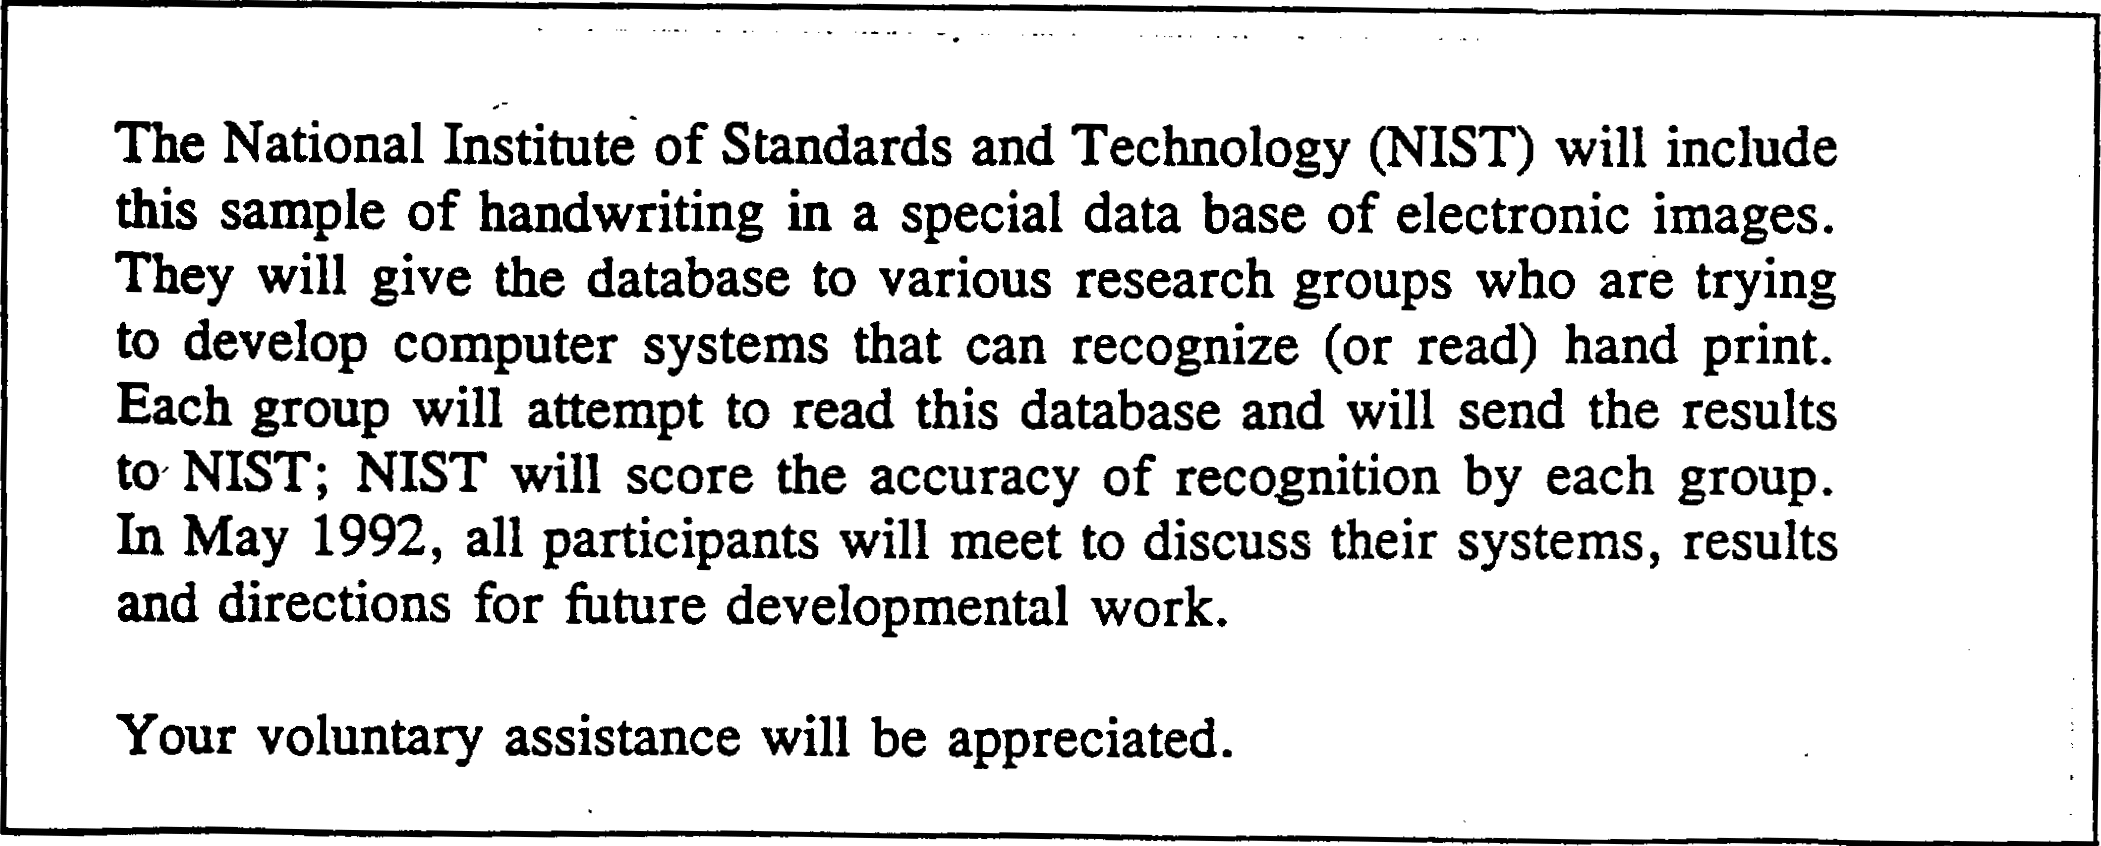 The National Institute of Standards and Technology (NIST) will include
this sample of handwriting in a special data base of electronic images.
They will give the database to various research groups who are trying
to develop computer systems that can recognize (or read) hand print.
Each group will attempt to read this database and will send the results
to NIST; NIST will score the accuracy of recognition by each group.
In May 1992, all participants will meet to discuss their systems, results
and directions for future developmental work.
Your voluntary assistance will be appreciated.